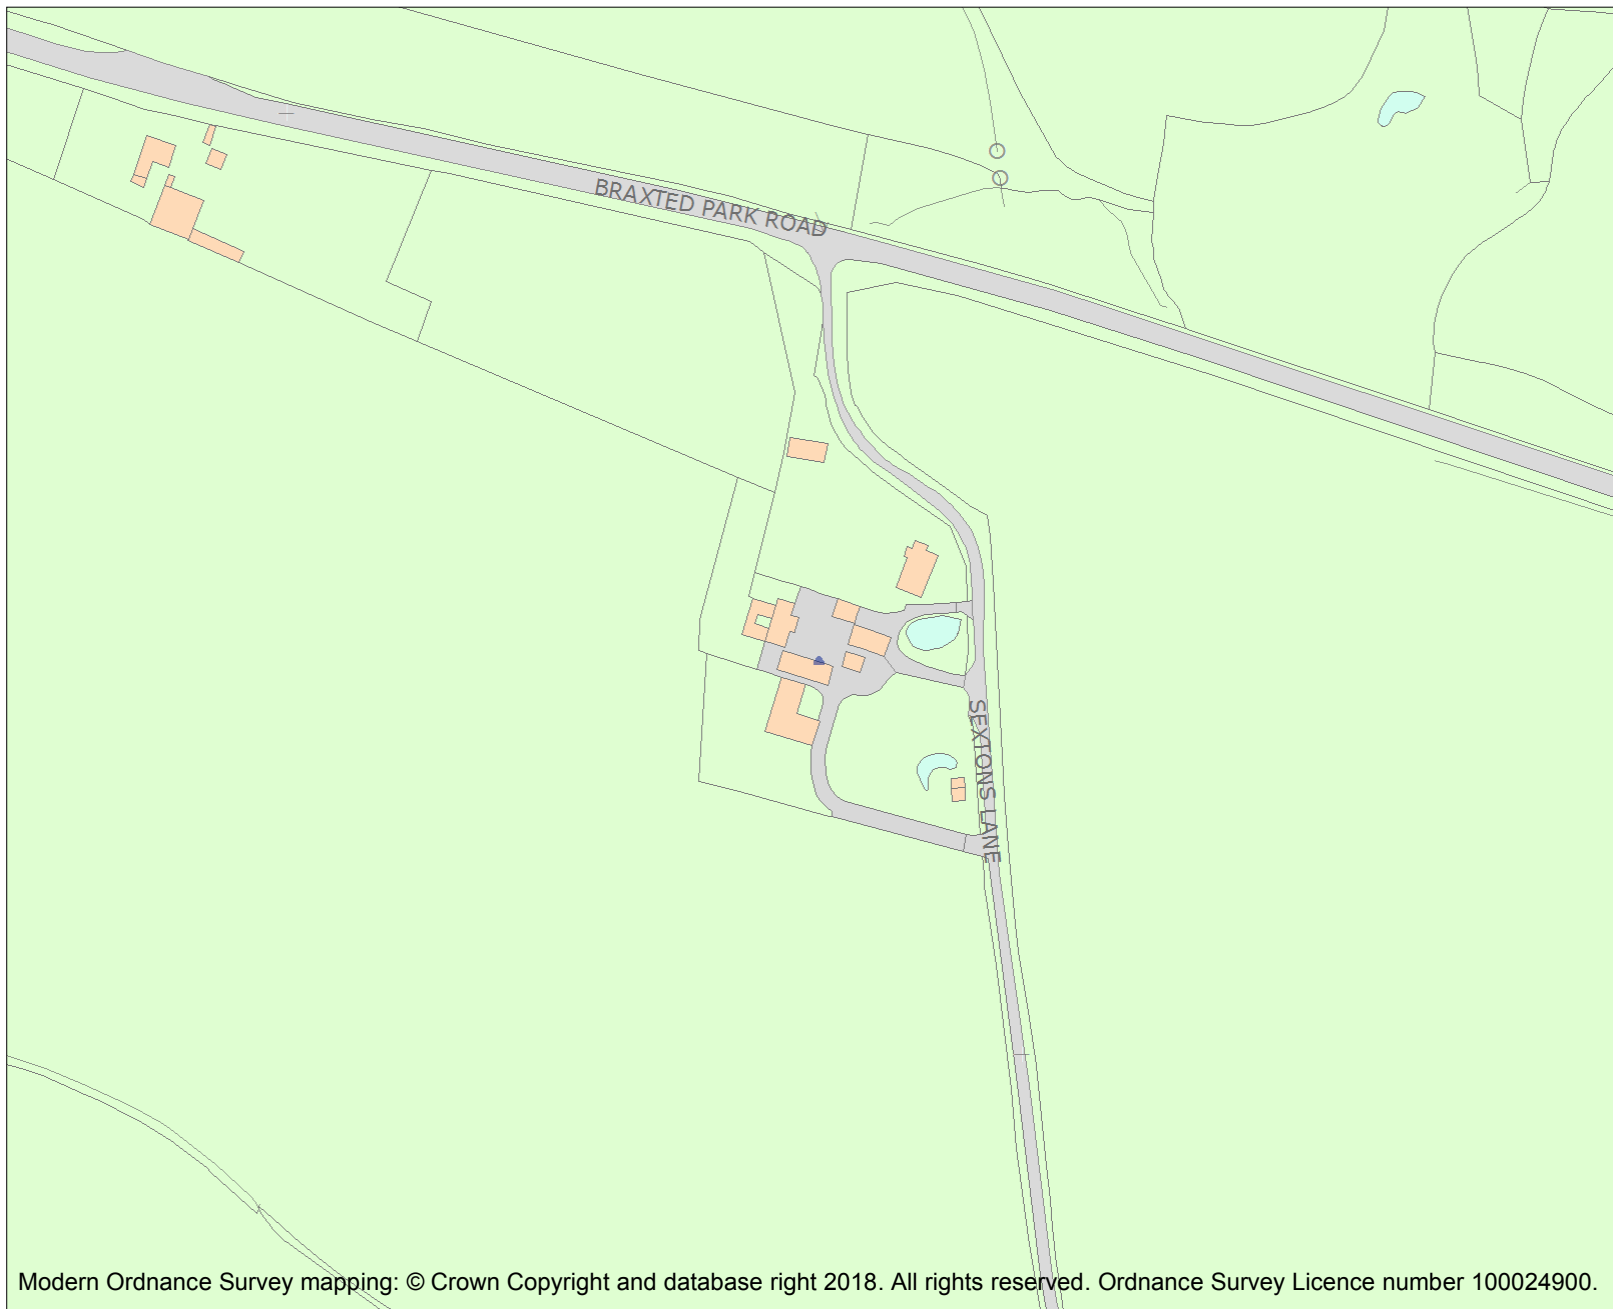 BRAXTED PARK ROAD
SEXTONS LANE
Modern Ordnance Survey mapping: © Crown Copyright and database right 2018. All rights reserved. Ordnance Survey Licence number 100024900.